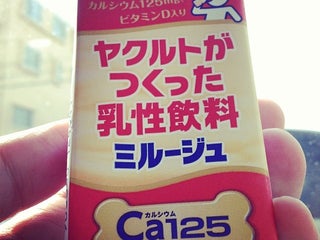 カルシウム125mg・
ビタミンD入り
ヤクルトが
つくった
乳性飲料
ミルージュ
カルシウム
Ca125